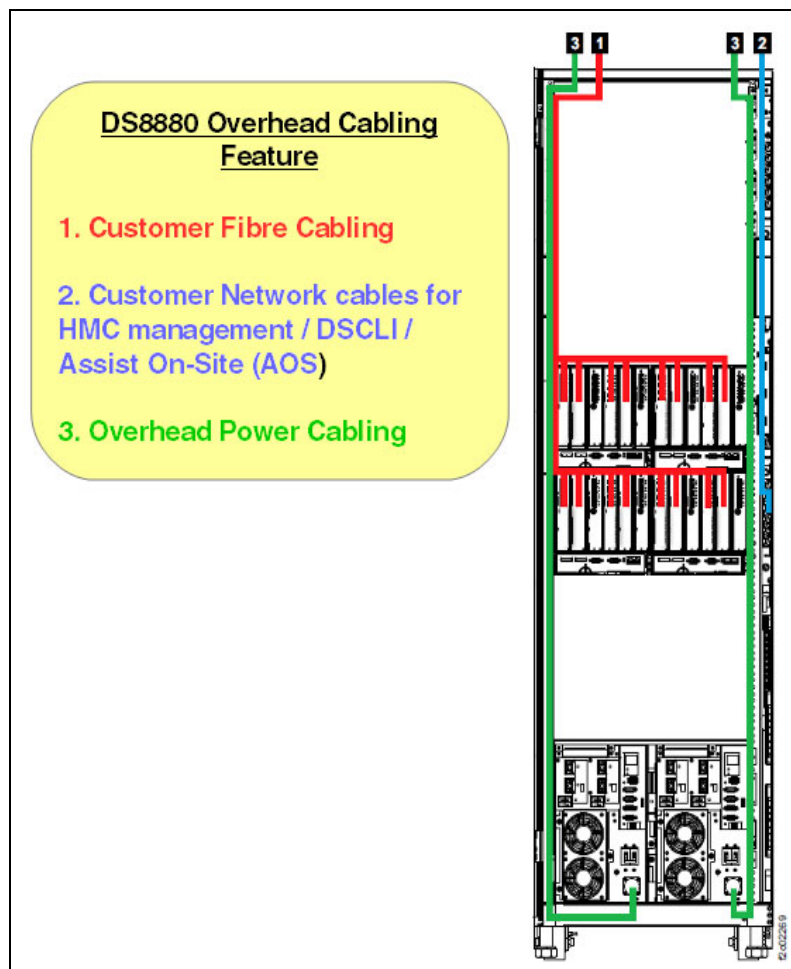 DS8880 Overhead Cabling
Feature
1. Customer Fibre Cabling
2. Customer Network cables for
HMC management / DSCLI /
Assist On-Site (AOS)
3. Overhead Power Cabling
3 1 3 2
f2c02269